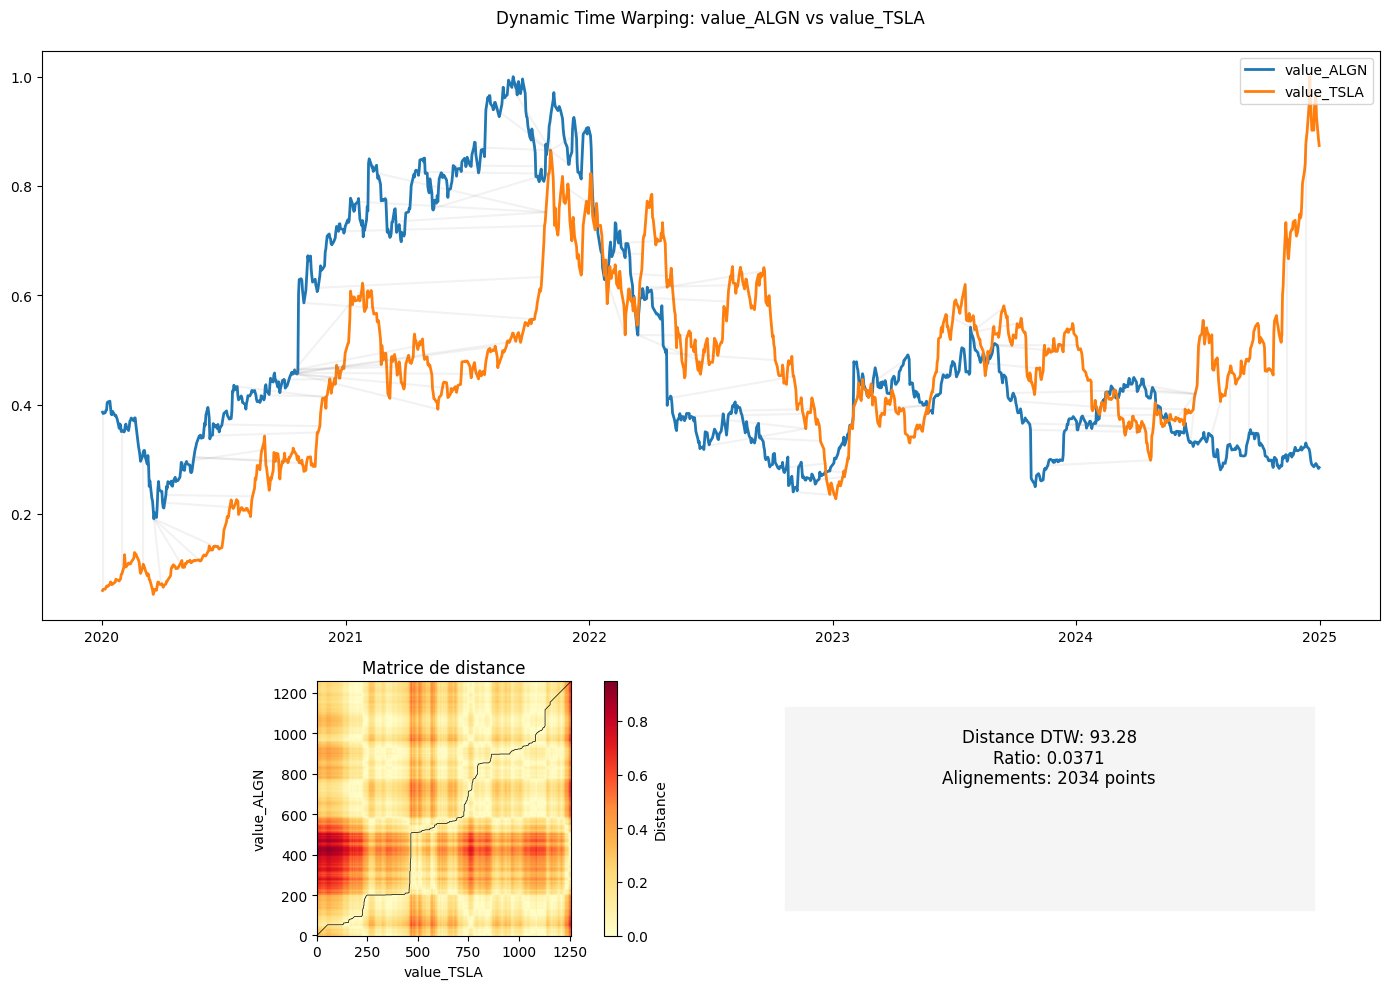 Dynamic Time Warping: value_ALGN vs value_TSLA
value_ALGN
value_TSLA
1.0
0.8
0.6
0.4
0.2
2020 2021 2022 2023 2024 2025
Matrice de distance
value_ALGN
1200
1000
800
600
400
200
0
0 250 500 750 1000 1250
value_TSLA
0.8
0.6
0.4
0.2
0.0
Distance
Distance DTW: 93.28
Ratio: 0.0371
Alignements: 2034 points